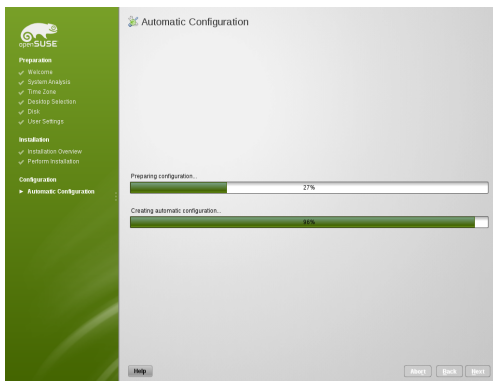 openSUSE
Preparation
Welcome
System Analysis
Time Zone
Desktop Selection
Disk
User Settings
Installation
Installation Overview
Perform Installation
Configuration
Automatic Configuration
Automatic Configuration
Preparing configuration...
27%
Creating automatic configuration...
96%
Help
Abort
Back
Next